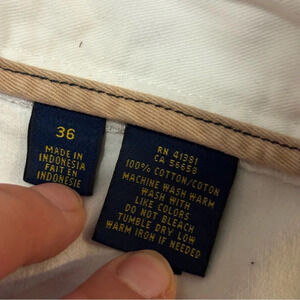 36
MADE IN
INDONESIA
FAIT EN
INDONESIE
RN 41381
CA 56658
100% COTTON/COTON
MACHINE WASH WARM
WASH WITH
LIKE COLORS
DO NOT BLEACH
TUMBLE DRY LOW
WARM IRON IF NEEDED